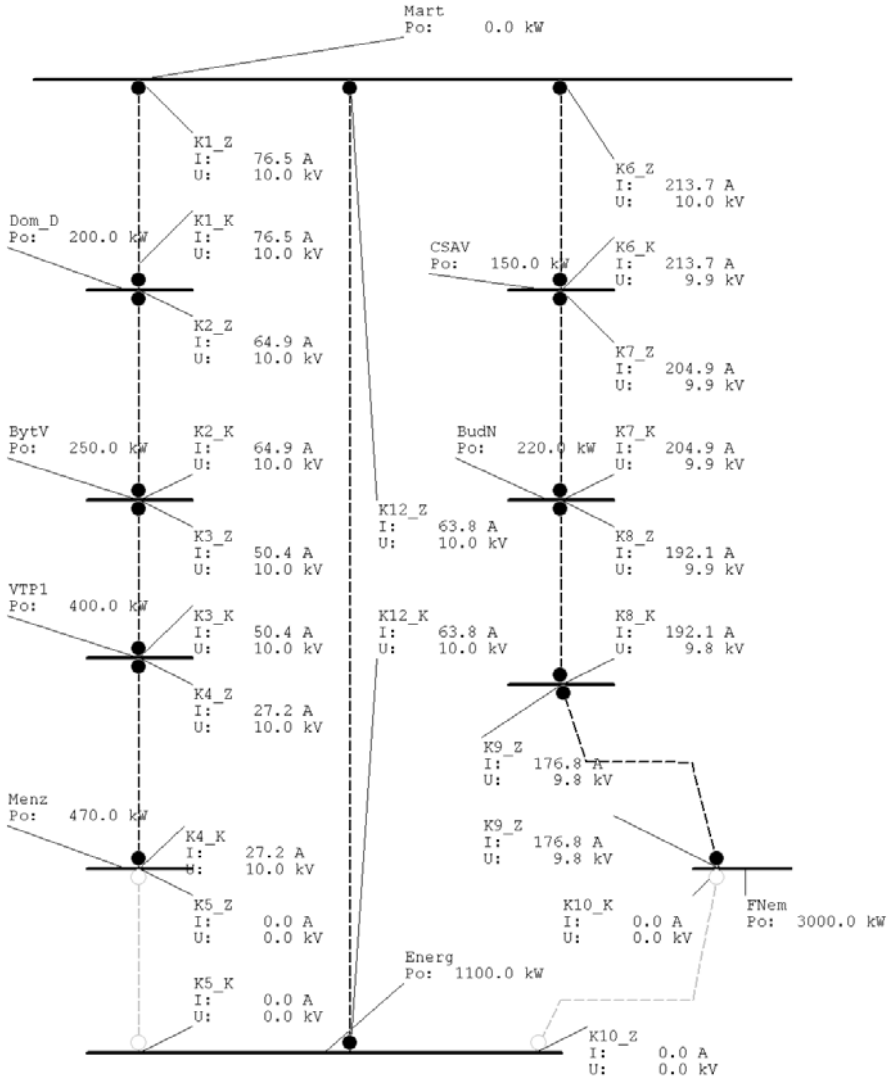 Mart
Po: 0.0 kW
K1_Z
I: 76.5 A
U: 10.0 kV
K6_Z
I: 213.7 A
U: 10.0 kV
Dom_D
Po: 200.0 kW
K1_K
I: 76.5 A
U: 10.0 kV
CSAV
Po: 150.0 kW
K6_K
I: 213.7 A
U: 9.9 kV
K2_Z
I: 64.9 A
U: 10.0 kV
K7_Z
I: 204.9 A
U: 9.9 kV
BytV
Po: 250.0 kW
K2_K
I: 64.9 A
U: 10.0 kV
BudN
Po: 220.0 kW
K7_K
I: 204.9 A
U: 9.9 kV
K12_Z
I: 63.8 A
U: 10.0 kV
K3_Z
I: 50.4 A
U: 10.0 kV
K8_Z
I: 192.1 A
U: 9.9 kV
VTP1
Po: 400.0 kW
K3_K
I: 50.4 A
U: 10.0 kV
K12_K
I: 63.8 A
U: 10.0 kV
K8_K
I: 192.1 A
U: 9.8 kV
K4_Z
I: 27.2 A
U: 10.0 kV
K9_Z
I: 176.8 A
U: 9.8 kV
Menz
Po: 470.0 kW
K4_K
I: 27.2 A
U: 10.0 kV
K9_Z
I: 176.8 A
U: 9.8 kV
K5_Z
I: 0.0 A
U: 0.0 kV
K10_K
I: 0.0 A
U: 0.0 kV
FNem
Po: 3000.0 kW
Energ
Po: 1100.0 kW
K5_K
I: 0.0 A
U: 0.0 kV
K10_Z
I: 0.0 A
U: 0.0 kV